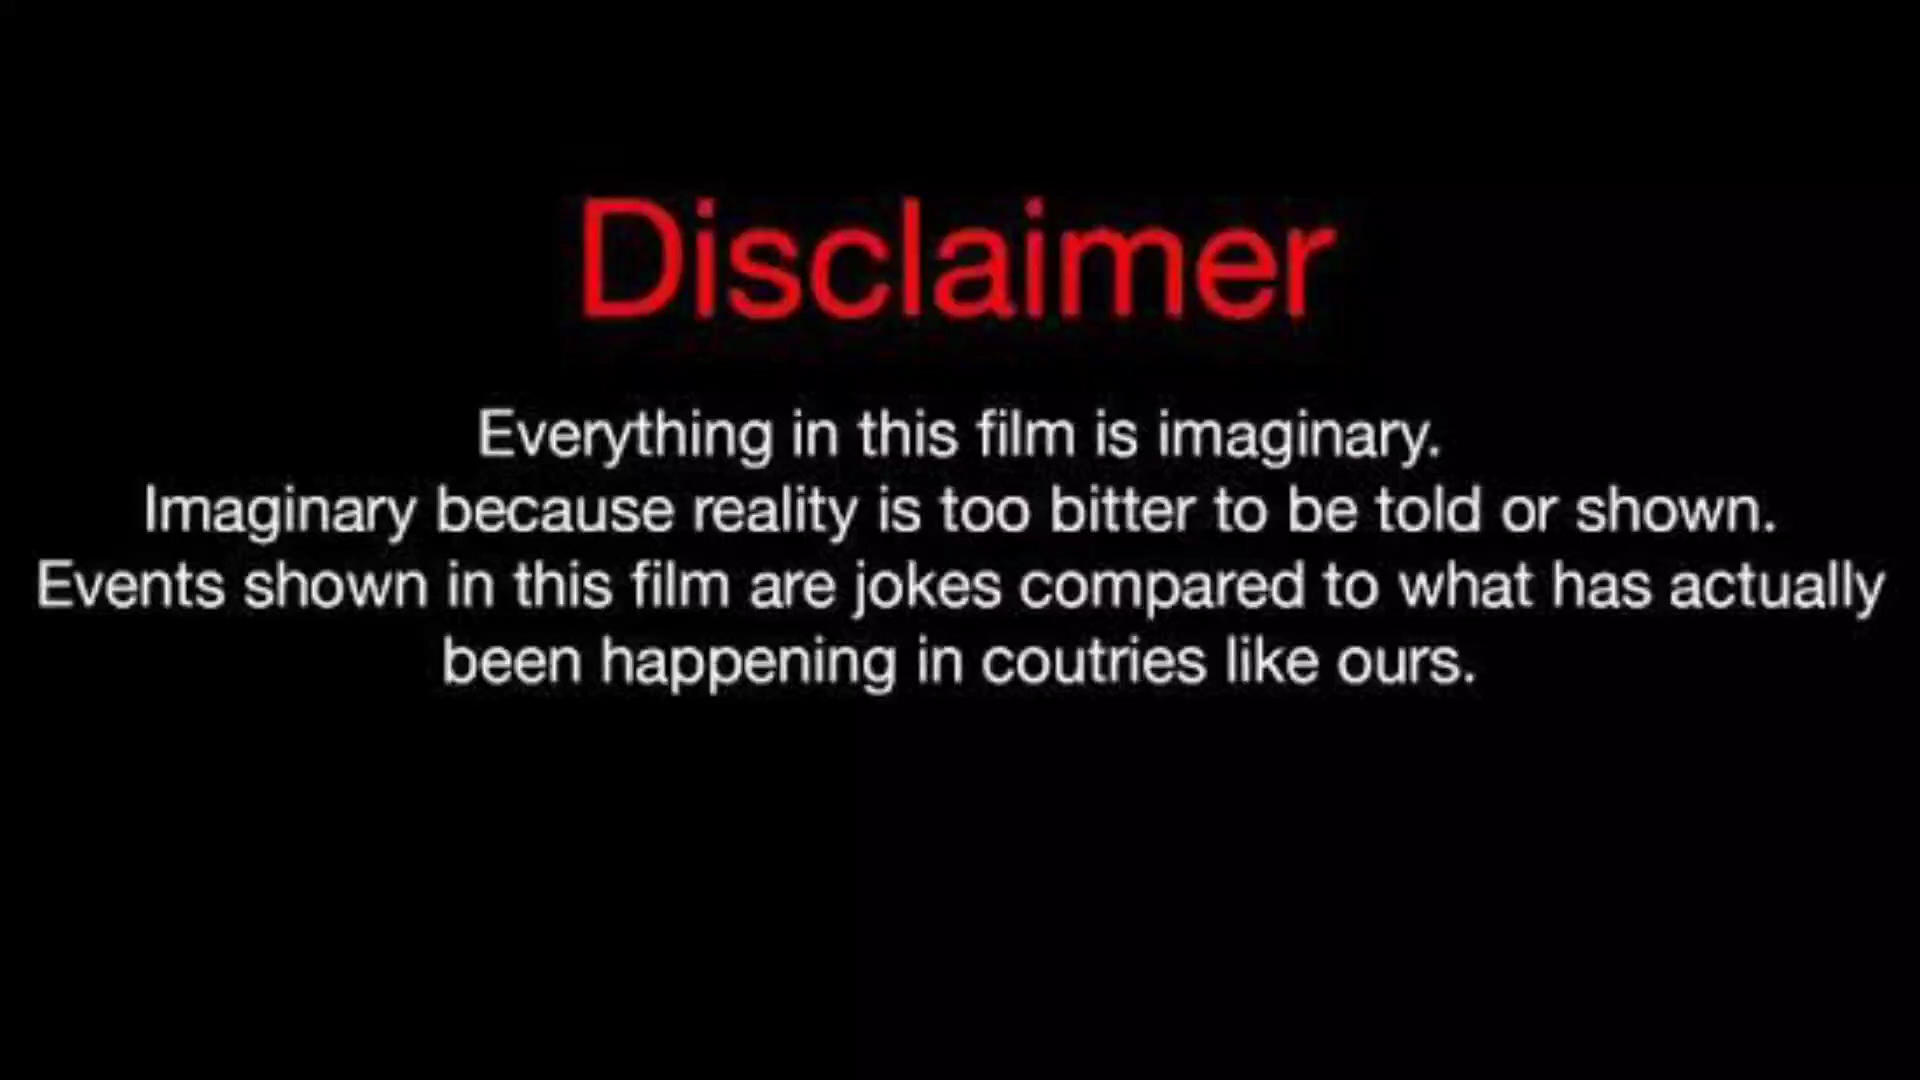 Disclaimer
Everything in this film is imaginary.
Imaginary because reality is too bitter to be told or shown.
Events shown in this film are jokes compared to what has actually
been happening in coutries like ours.